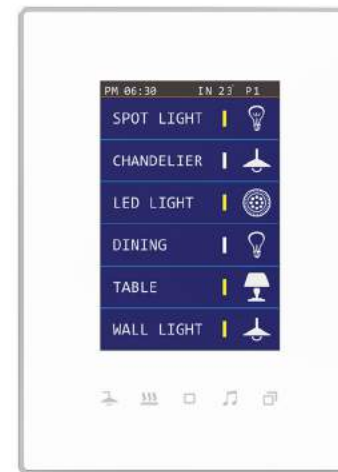 PM 06:30 IN 23° P1
SPOT LIGHT
CHANDELIER
LED LIGHT
DINING
TABLE
WALL LIGHT